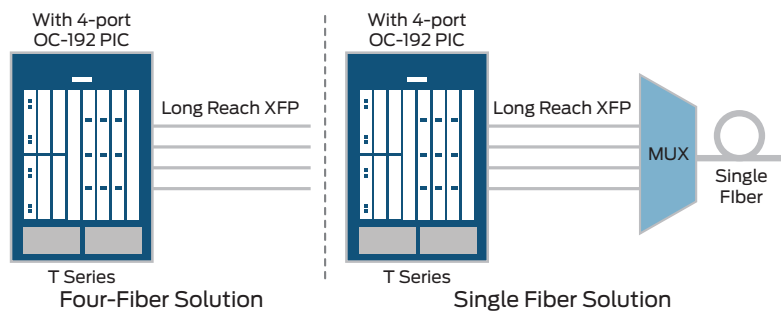 With 4-port
OC-192 PIC
Long Reach XFP
T Series
Four-Fiber Solution
With 4-port
OC-192 PIC
Long Reach XFP
MUX
Single
FIber
T Series
Single Fiber Solution